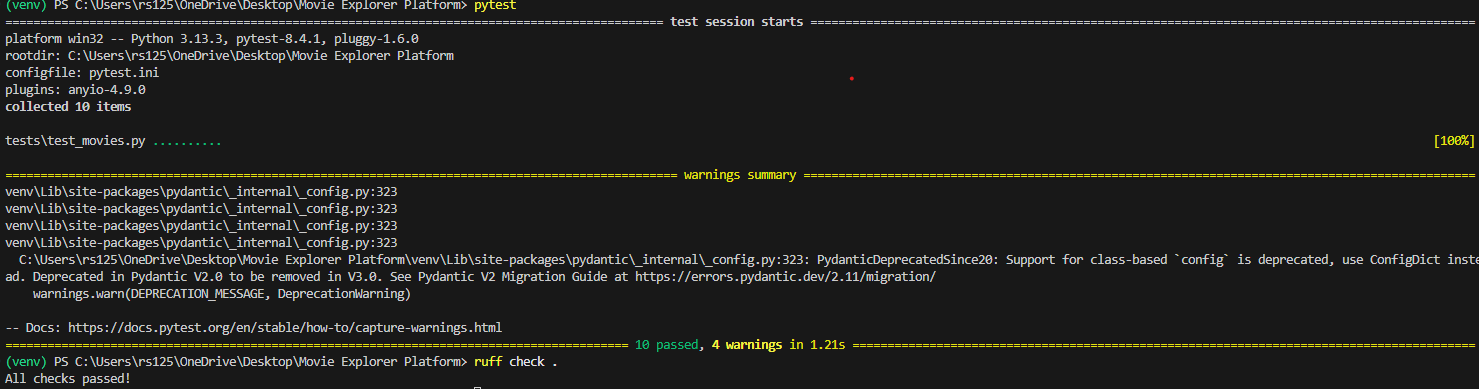 (venv) PS C:\Users\rs125\OneDrive\Desktop\Movie Explorer Platform> pytest
============================================================================================= test session starts =============================================================================================
platform win32 -- Python 3.13.3, pytest-8.4.1, pluggy-1.6.0
rootdir: C:\Users\rs125\OneDrive\Desktop\Movie Explorer Platform
configfile: pytest.ini
plugins: anyio-4.9.0
collected 10 items
tests\test_movies.py .......... [100%]
============================================================================================== warnings summary ===============================================================================================
venv\Lib\site-packages\pydantic\_internal\_config.py:323
venv\Lib\site-packages\pydantic\_internal\_config.py:323
venv\Lib\site-packages\pydantic\_internal\_config.py:323
venv\Lib\site-packages\pydantic\_internal\_config.py:323
C:\Users\rs125\OneDrive\Desktop\Movie Explorer Platform\venv\Lib\site-packages\pydantic\_internal\_config.py:323: PydanticDeprecatedSince20: Support for class-based `config` is deprecated, use ConfigDict inste
ad. Deprecated in Pydantic V2.0 to be removed in V3.0. See Pydantic V2 Migration Guide at https://errors.pydantic.dev/2.11/migration/
warnings.warn(DEPRECATION_MESSAGE, DeprecationWarning)
-- Docs: https://docs.pytest.org/en/stable/how-to/capture-warnings.html
======================================================================================= 10 passed, 4 warnings in 1.21s ========================================================================================
(venv) PS C:\Users\rs125\OneDrive\Desktop\Movie Explorer Platform> ruff check .
All checks passed!